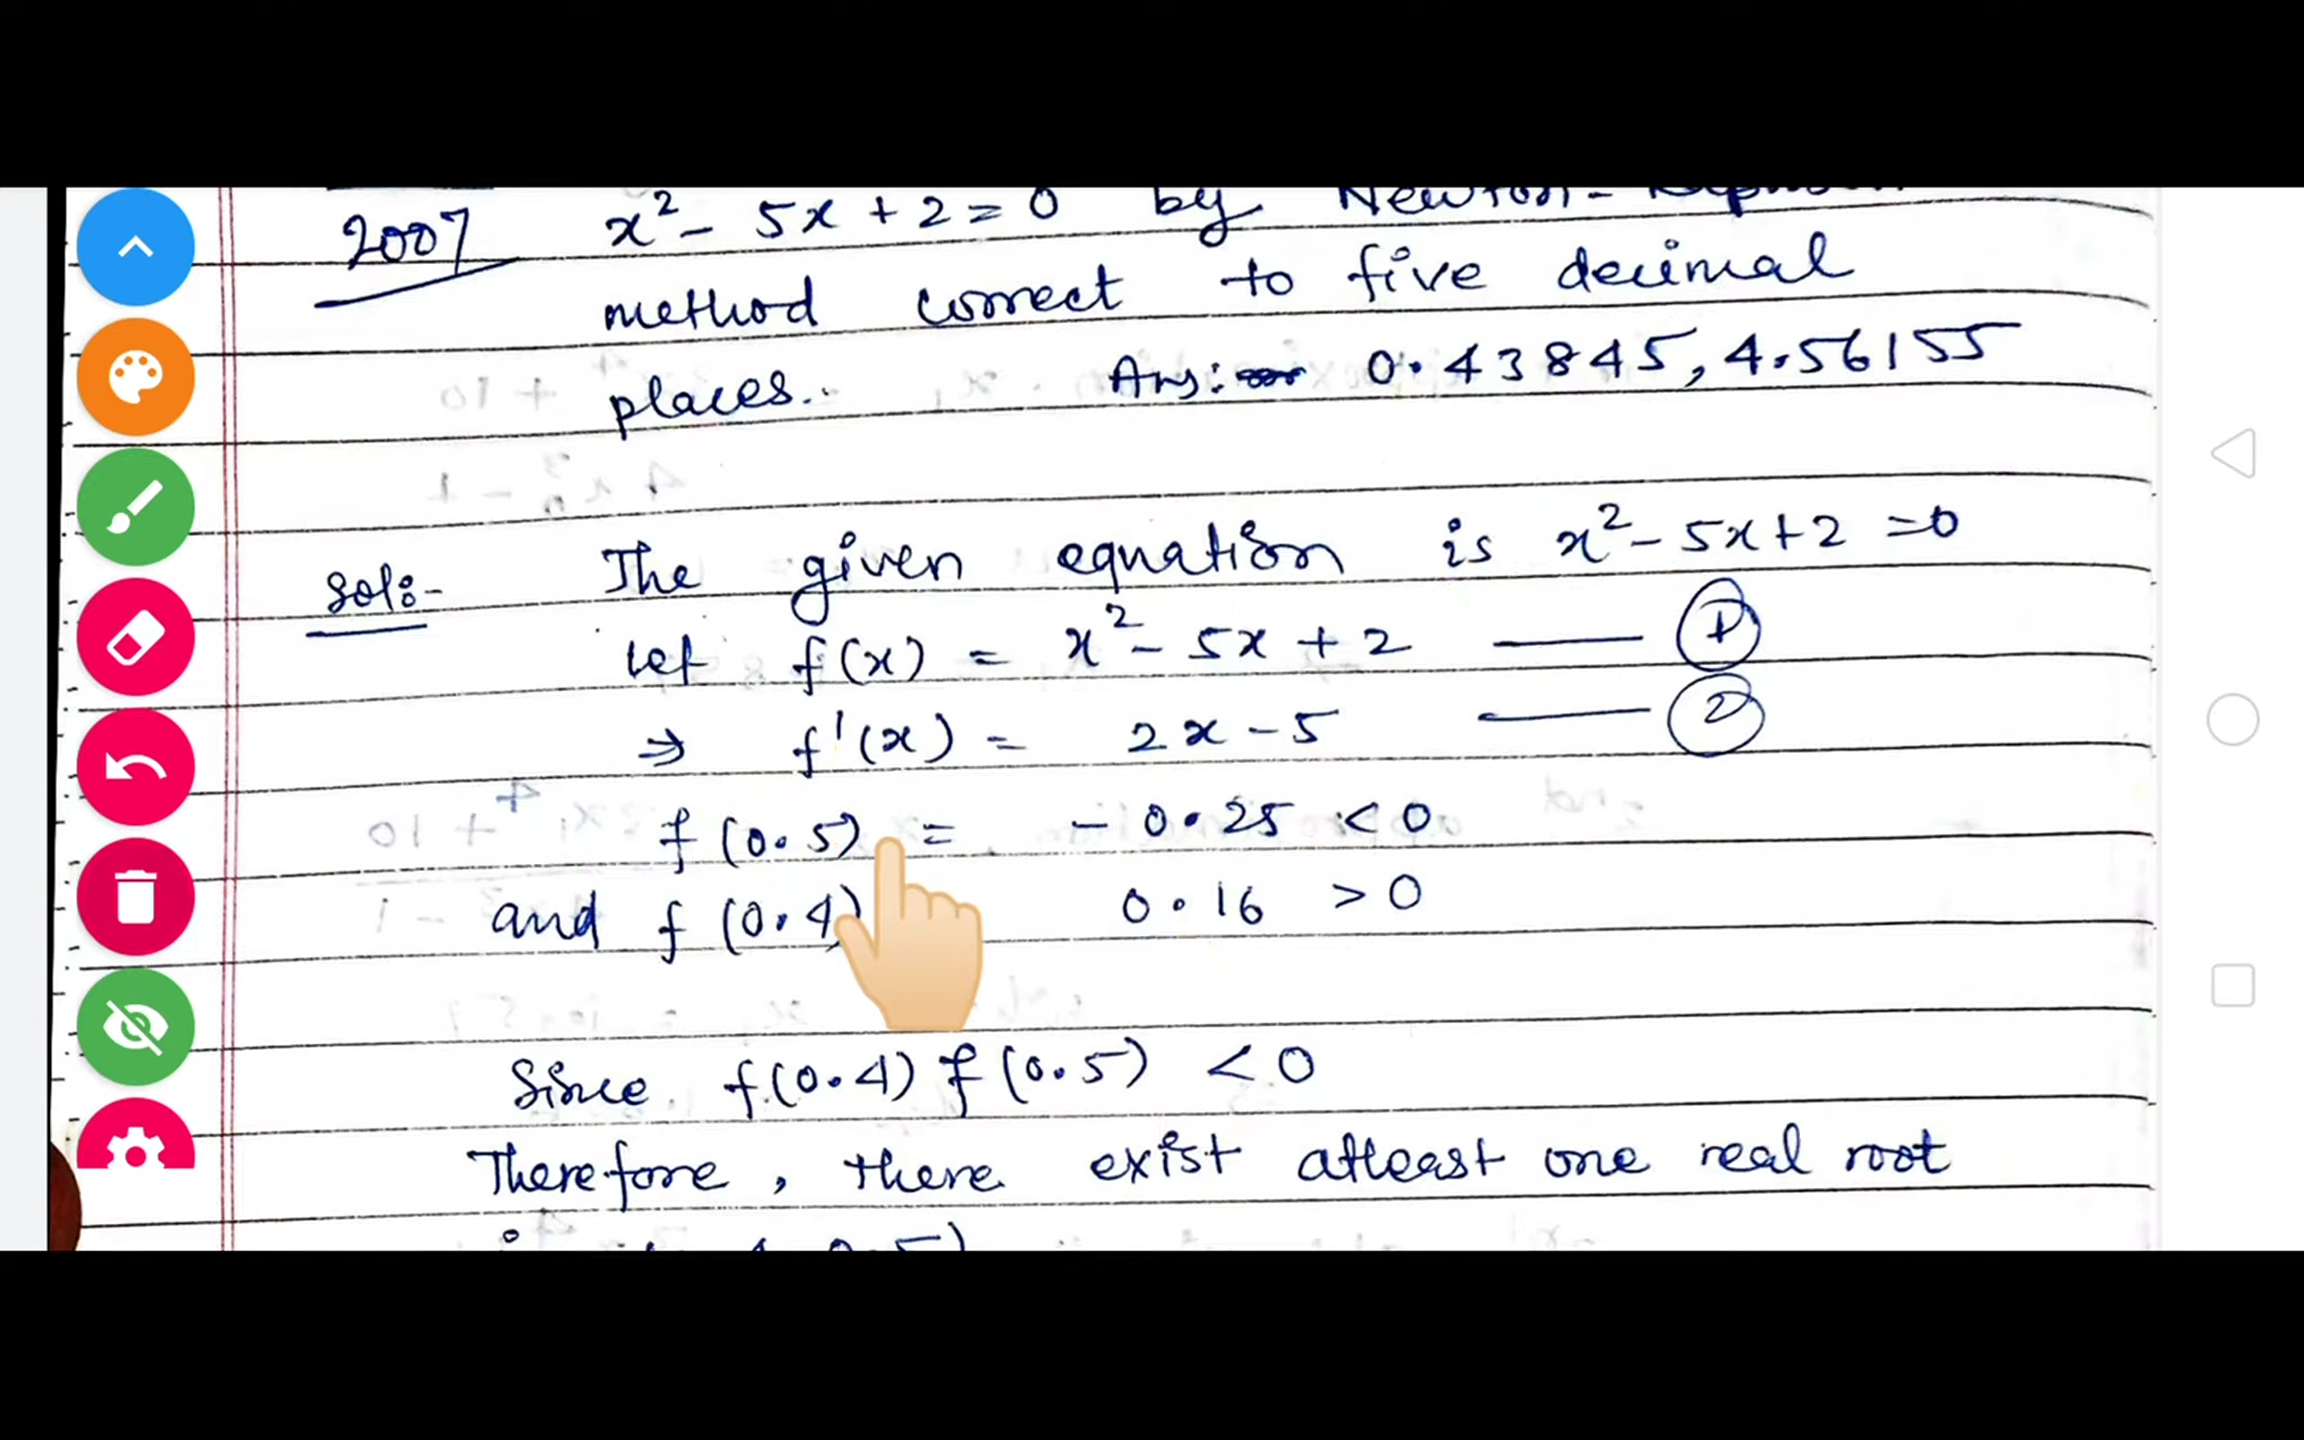 2007 x² - 5x + 2 = 0 by Newton-
method correct to five decimal
places. Ans: 0.43845, 4.56155
Sol:- The given equation is x² - 5x + 2 = 0
let f(x) = x² - 5x + 2 —— ①
⇒ f'(x) = 2x - 5 —— ②
f(0.5) = - 0.25 < 0
and f(0.4) 0.16 > 0
Since f(0.4) f(0.5) < 0
Therefore, there exist atleast one real root